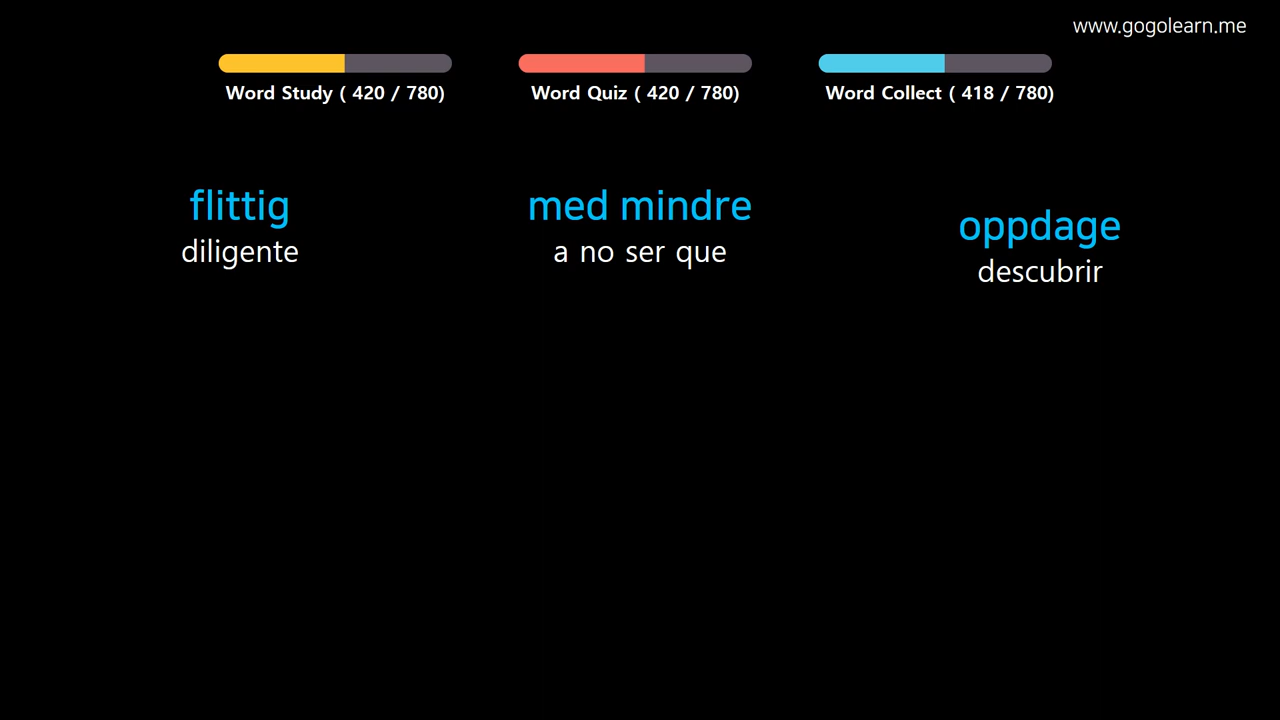 www.gogolearn.me
Word Study ( 420 / 780)
Word Quiz ( 420 / 780)
Word Collect ( 418 / 780)
flittig
diligente
med mindre
a no ser que
oppdage
descubrir